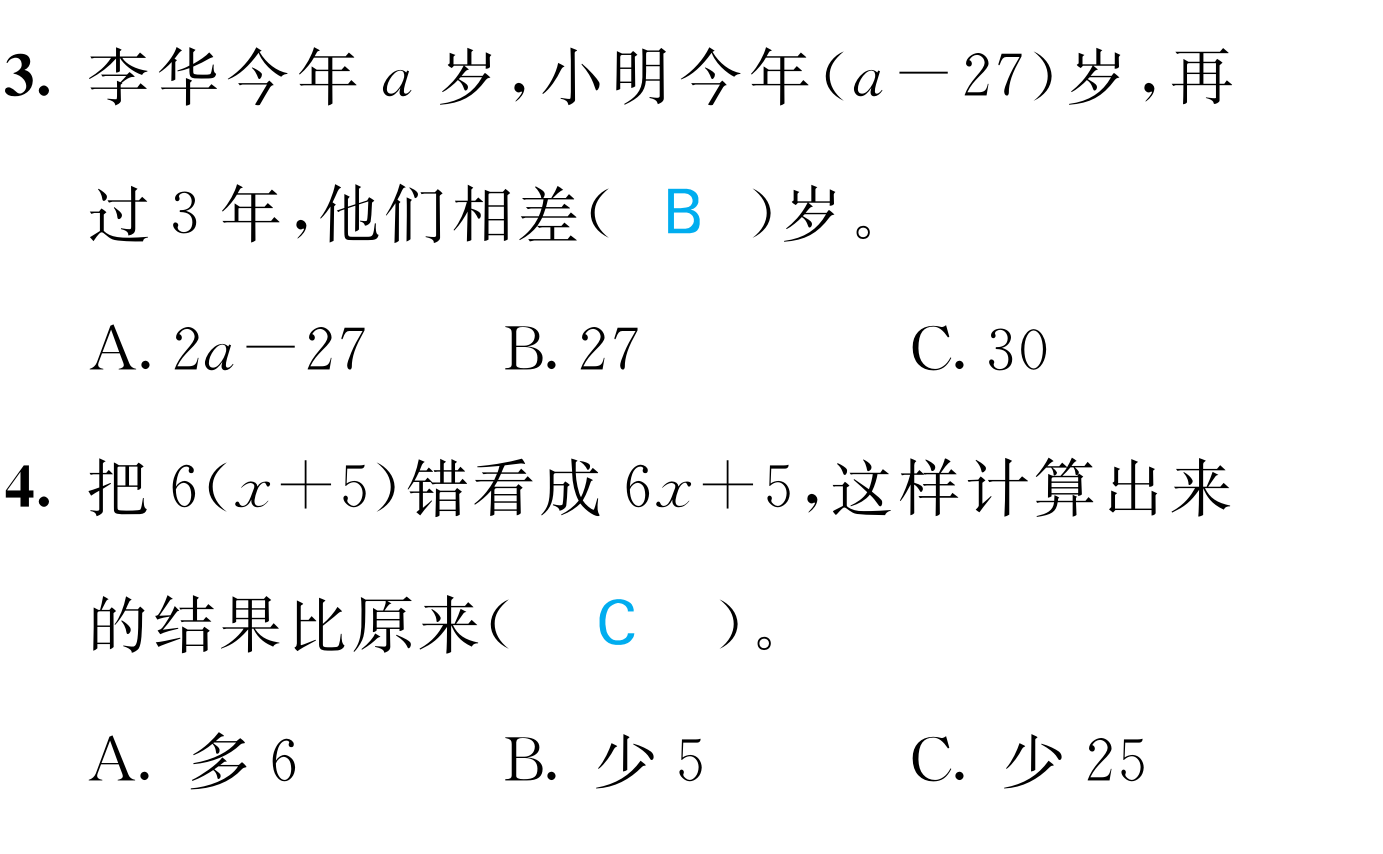 3. 李华今年 a 岁,小明今年(a－27)岁,再
过 3 年,他们相差( B )岁。
A. 2a－27 B. 27 C. 30
4. 把 6(x＋5)错看成 6x＋5,这样计算出来
的结果比原来( C )。
A. 多 6 B. 少 5 C. 少 25